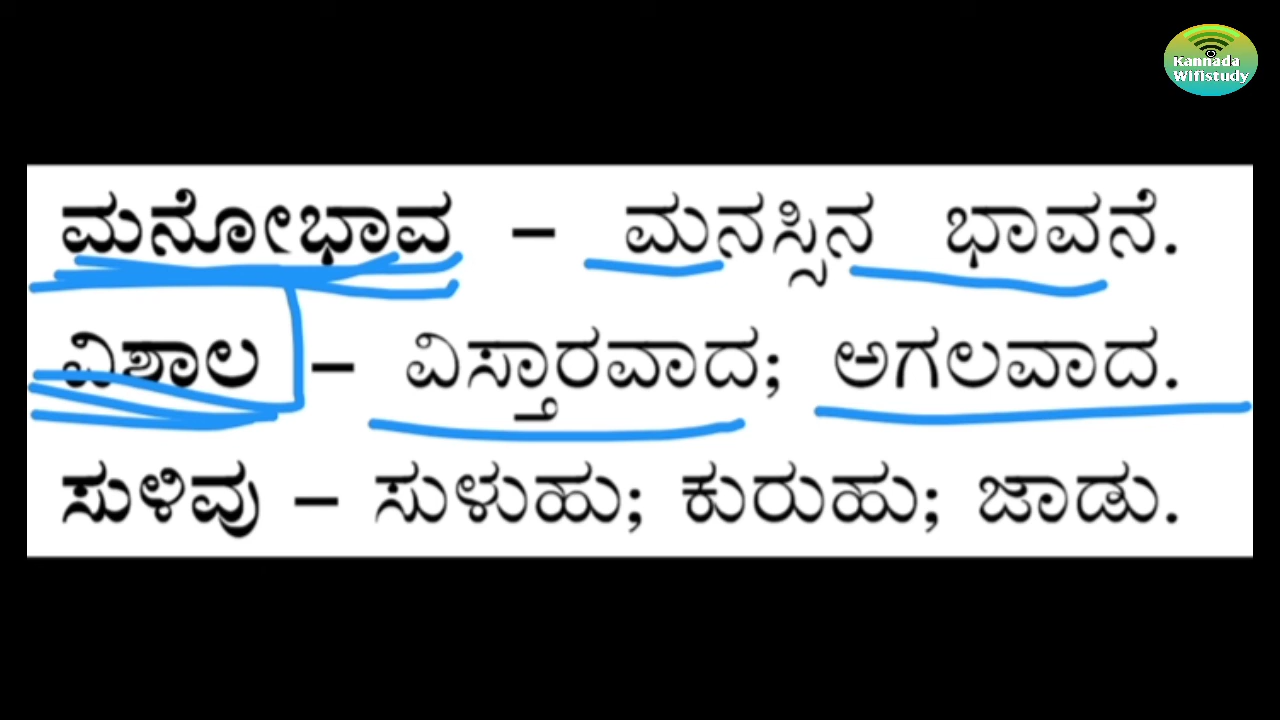 Kannada
Wifistudy
ಮನೋಭಾವ – ಮನಸ್ಸಿನ ಭಾವನೆ.
ವಿಶಾಲ – ವಿಸ್ತಾರವಾದ; ಅಗಲವಾದ.
ಸುಳಿವು – ಸುಳುಹು; ಕುರುಹು; ಜಾಡು.